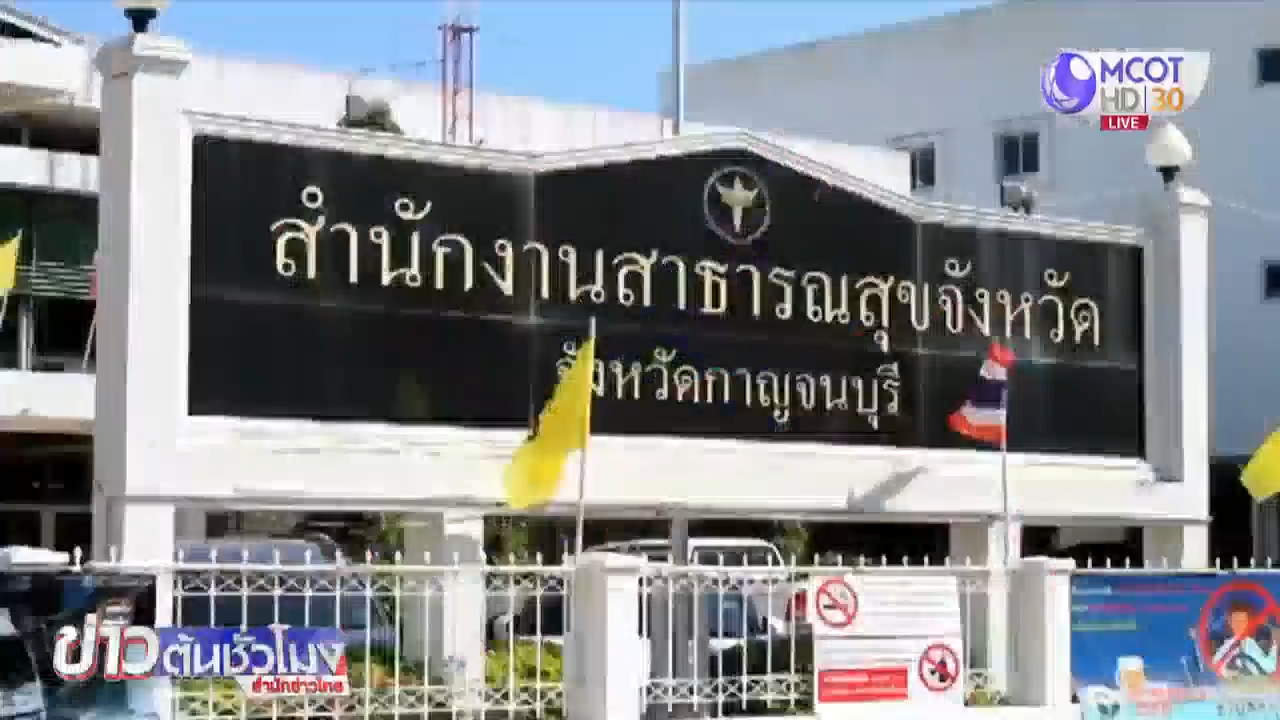 MCOT
HD 30
LIVE
สำนักงานสาธารณสุขจังหวัด
จังหวัดกาญจนบุรี
ข่าวต้นชั่วโมง
สำนักข่าวไทย